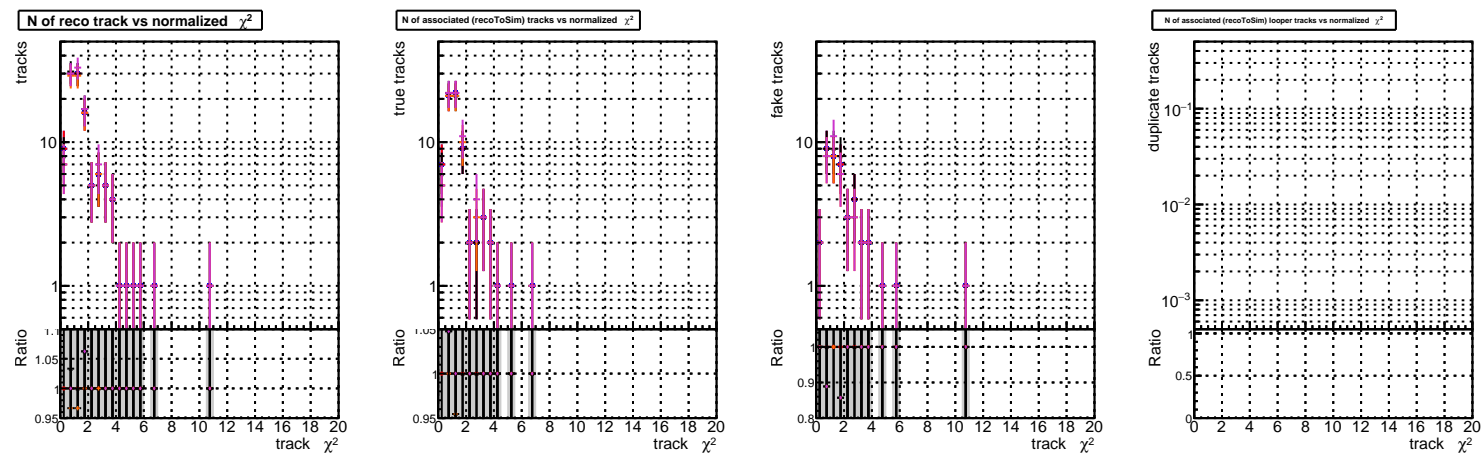 N of reco track vs normalized χ²
tracks
10
1
Ratio
1.1
1.05
1
0.95
0 2 4 6 8 10 12 14 16 18 20
track χ²
N of associated (recoToSim) tracks vs normalized χ²
true tracks
10
1
Ratio
1.05
1
0.95
0 2 4 6 8 10 12 14 16 18 20
track χ²
fake tracks
10
1
Ratio
1
0.9
0.8
0 2 4 6 8 10 12 14 16 18 20
track χ²
N of associated (recoToSim) looper tracks vs normalized χ²
duplicate tracks
10⁻¹
10⁻²
10⁻³
Ratio
1
0.5
0
0 2 4 6 8 10 12 14 16 18 20
track χ²